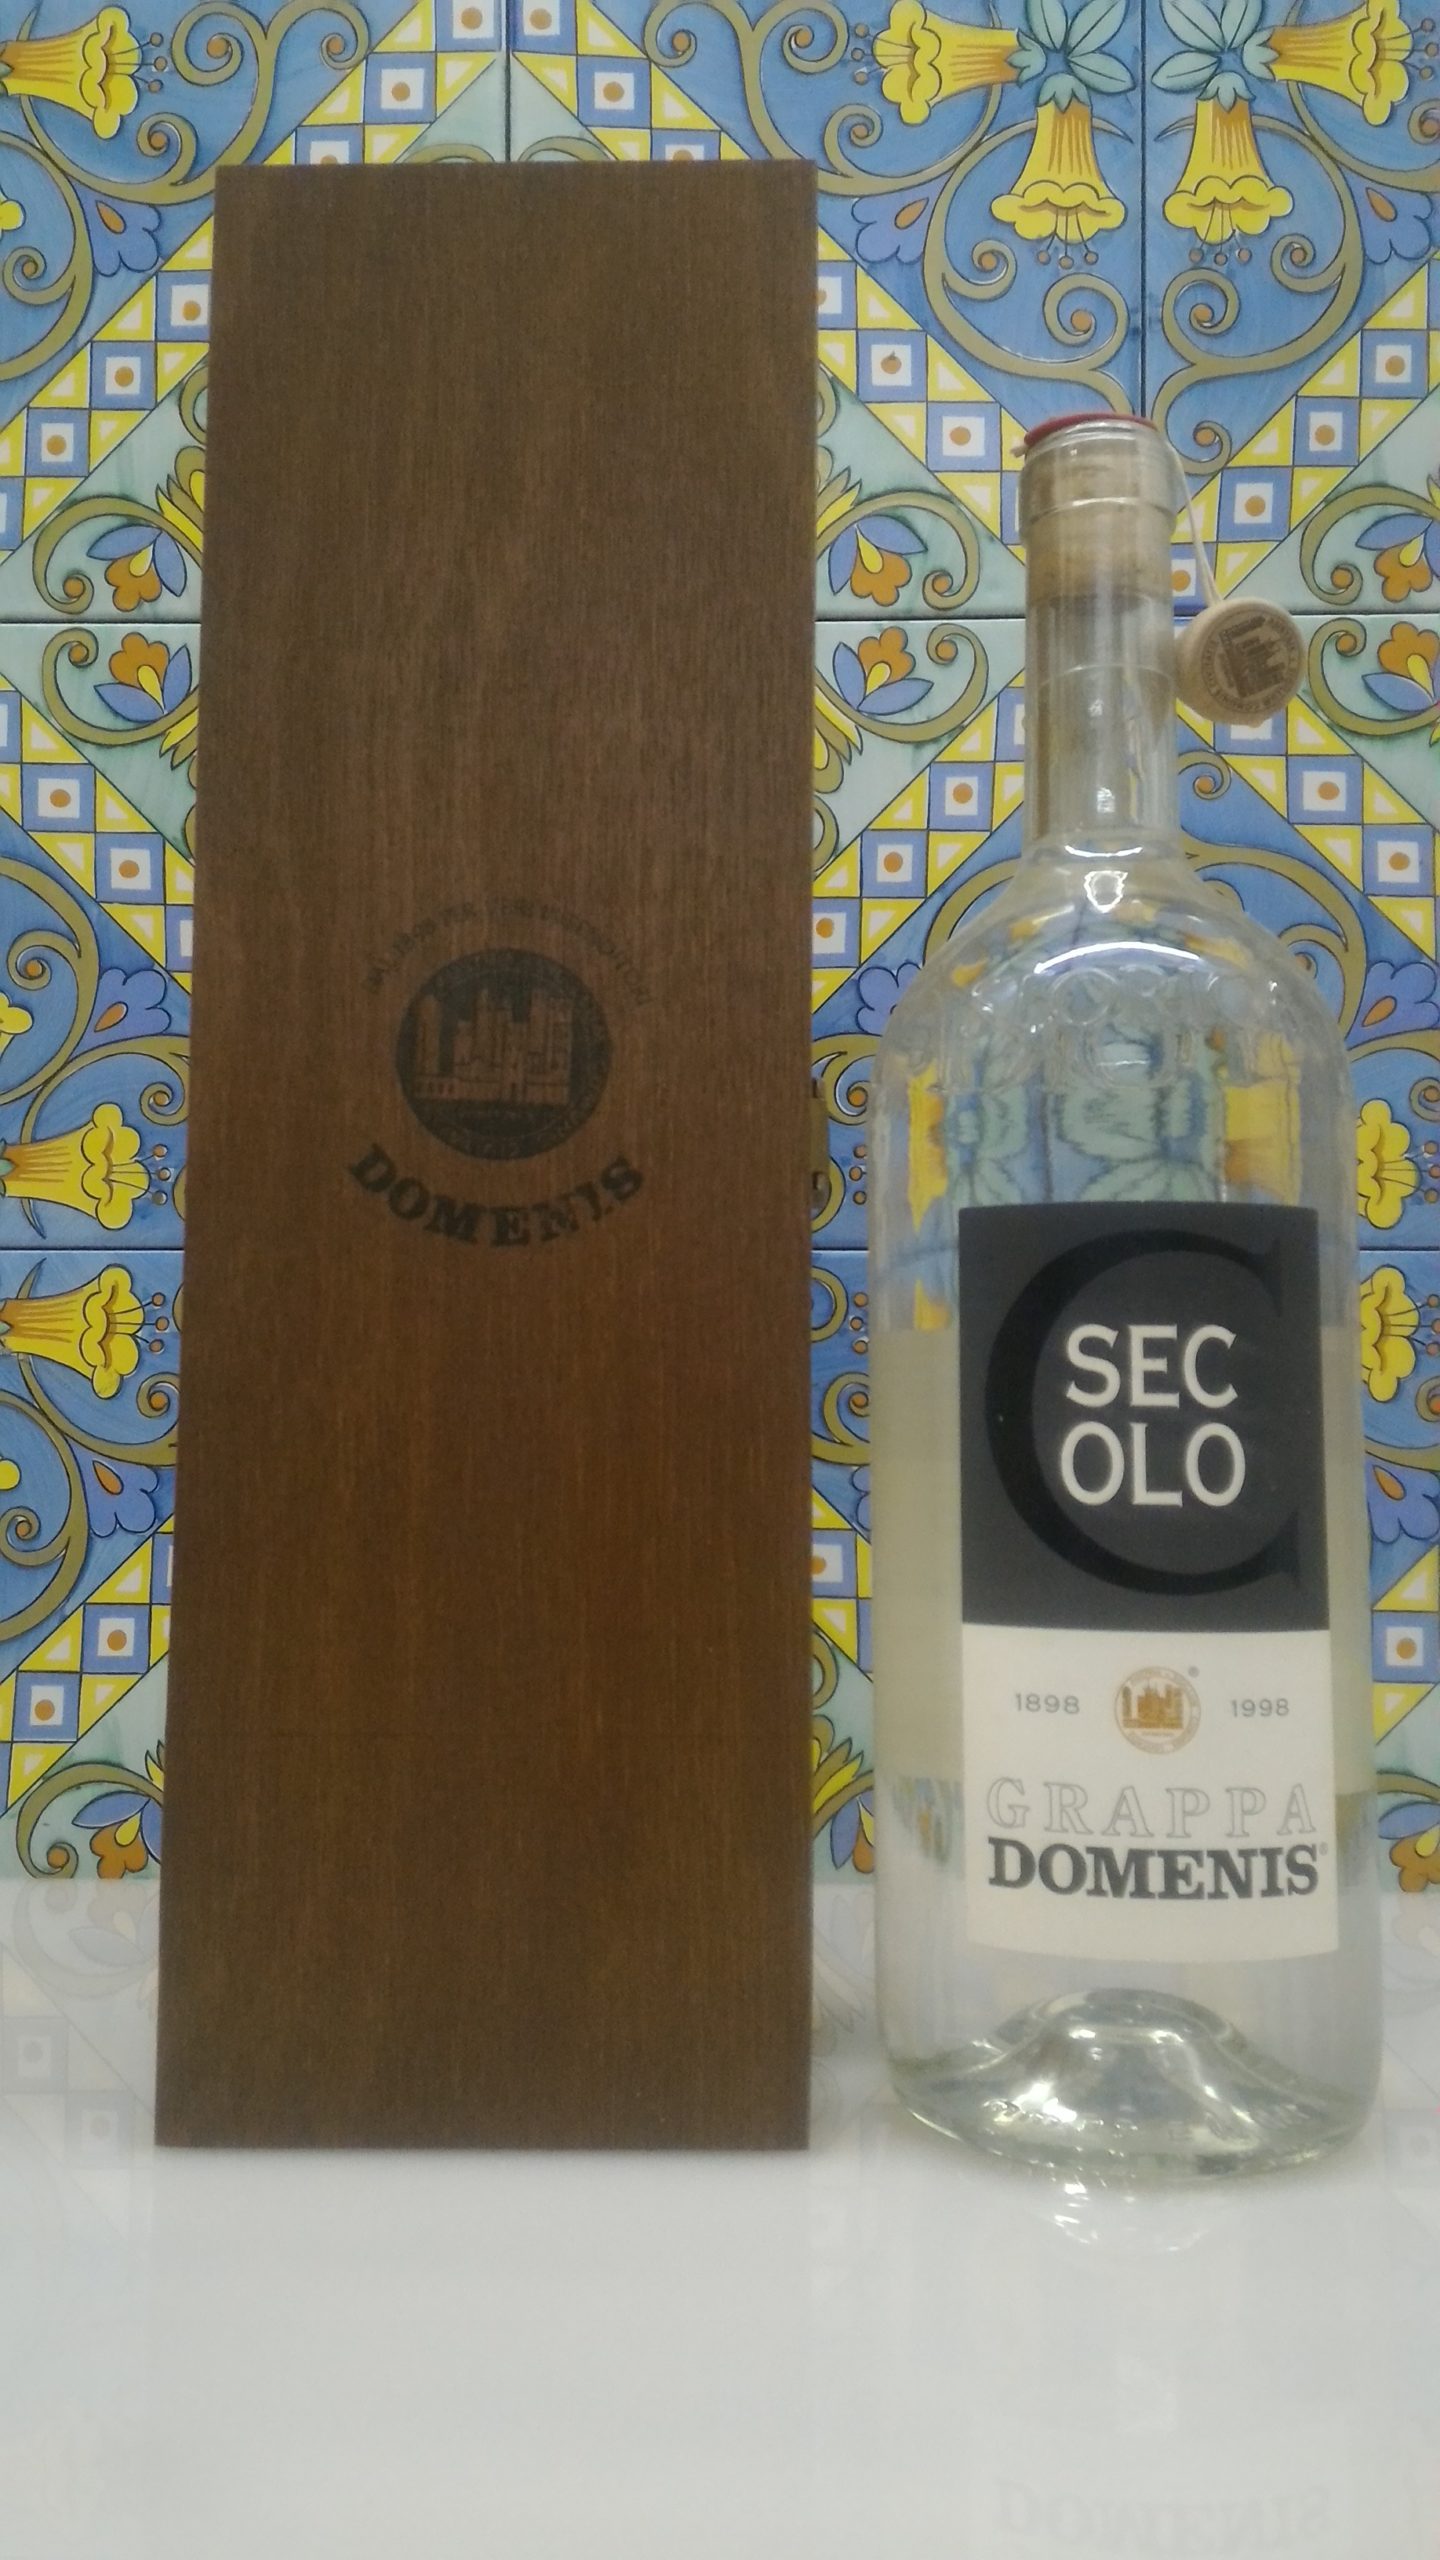 DOMENIS
SEC
OLO
C
1898 1998
GRAPPA
DOMENIS®